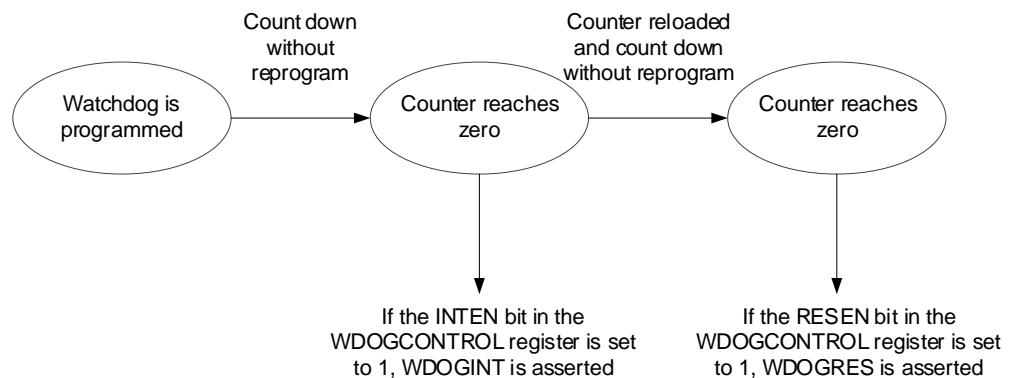 Count down
without
reprogram
Counter reloaded
and count down
without reprogram
Watchdog is
programmed
Counter reaches
zero
Counter reaches
zero
If the INTEN bit in the
WDOGCONTROL register is set
to 1, WDOGINT is asserted
If the RESEN bit in the
WDOGCONTROL register is set
to 1, WDOGRES is asserted